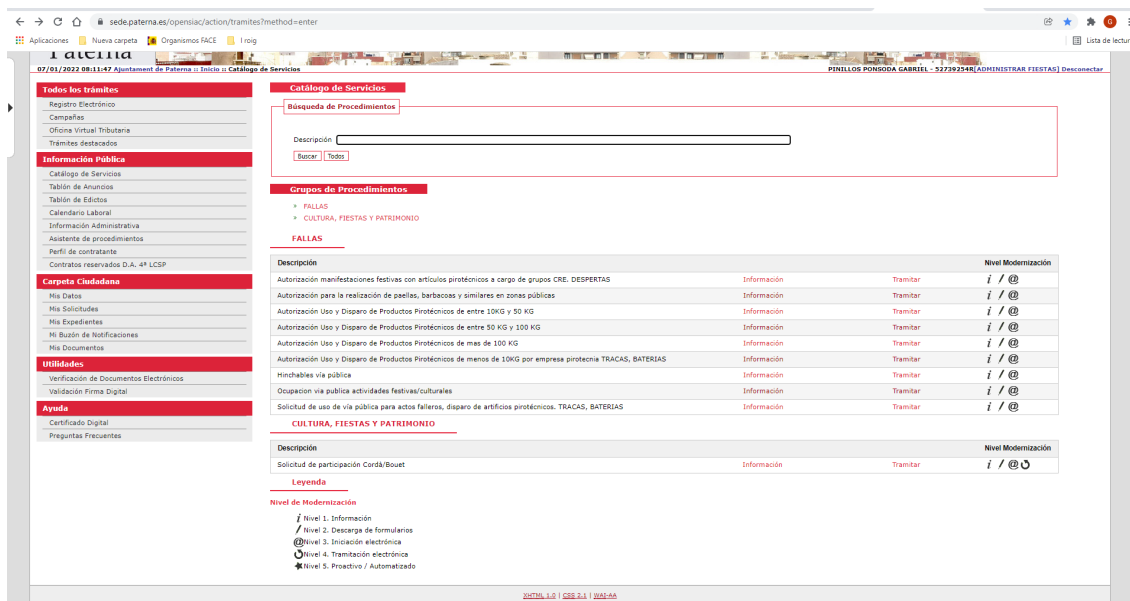 sede.paterna.es/opensiac/action/tramites?method=enter
G
Aplicaciones Nueva carpeta Organismos FACE I roig Lista de lectur
Paterna
07/01/2022 08:11:47 Ajuntament de Paterna :: Inicio :: Catálogo de Servicios PINILLOS PONSODA GABRIEL - 52739254R[ADMINISTRAR FIESTAS] Desconectar
Todos los trámites
Registro Electrónico
Campañas
Oficina Virtual Tributaria
Trámites destacados
Información Pública
Catálogo de Servicios
Tablón de Anuncios
Tablón de Edictos
Calendario Laboral
Información Administrativa
Asistente de procedimientos
Perfil de contratante
Contratos reservados D.A. 4ª LCSP
Carpeta Ciudadana
Mis Datos
Mis Solicitudes
Mis Expedientes
Mi Buzón de Notificaciones
Mis Documentos
Utilidades
Verificación de Documentos Electrónicos
Validación Firma Digital
Ayuda
Certificado Digital
Preguntas Frecuentes
Catálogo de Servicios
Búsqueda de Procedimientos
Descripción
Buscar Todos
Grupos de Procedimientos
» FALLAS
» CULTURA, FIESTAS Y PATRIMONIO
FALLAS
Descripción Nivel Modernización
Autorización manifestaciones festivas con artículos pirotécnicos a cargo de grupos CRE. DESPERTAS Información Tramitar i / @
Autorización para la realización de paellas, barbacoas y similares en zonas públicas Información Tramitar i / @
Autorización Uso y Disparo de Productos Pirotécnicos de entre 10KG y 50 KG Información Tramitar i / @
Autorización Uso y Disparo de Productos Pirotécnicos de entre 50 KG y 100 KG Información Tramitar i / @
Autorización Uso y Disparo de Productos Pirotécnicos de mas de 100 KG Información Tramitar i / @
Autorización Uso y Disparo de Productos Pirotécnicos de menos de 10KG por empresa pirotecnia TRACAS, BATERIAS Información Tramitar i / @
Hinchables vía pública Información Tramitar i / @
Ocupacion via publica actividades festivas/culturales Información Tramitar i / @
Solicitud de uso de vía pública para actos falleros, disparo de artificios pirotécnicos. TRACAS, BATERIAS Información Tramitar i / @
CULTURA, FIESTAS Y PATRIMONIO
Descripción Nivel Modernización
Solicitud de participación Cordà/Bouet Información Tramitar i / @
Leyenda
Nivel de Modernización
i Nivel 1. Información
/ Nivel 2. Descarga de formularios
@Nivel 3. Iniciación electrónica
Nivel 4. Tramitación electrónica
Nivel 5. Proactivo / Automatizado
XHTML 1.0 | CSS 2.1 | WAI-AA